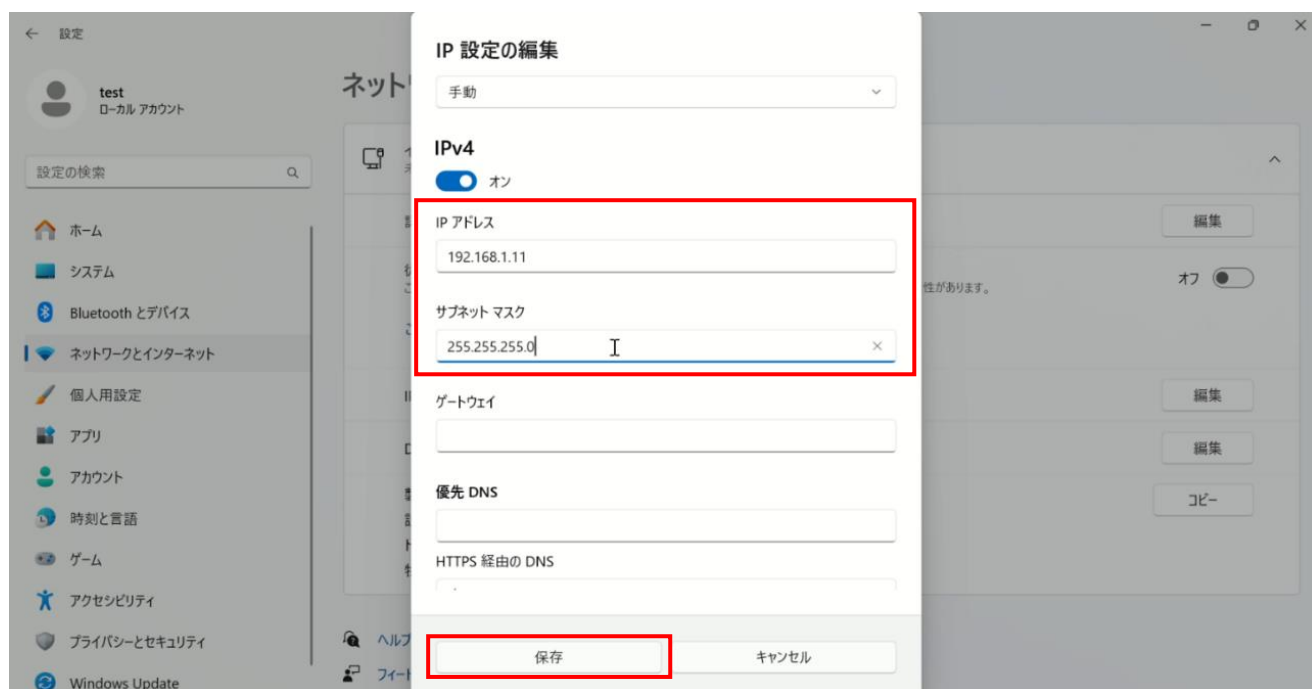 設定
test
ローカル アカウント
設定の検索
ホーム
システム
Bluetooth とデバイス
ネットワークとインターネット
個人用設定
アプリ
アカウント
時刻と言語
ゲーム
アクセシビリティ
プライバシーとセキュリティ
Windows Update
ネット
IP 設定の編集
手動
IPv4
オン
IP アドレス
192.168.1.11
サブネット マスク
255.255.255.0
ゲートウェイ
優先 DNS
HTTPS 経由の DNS
保存
キャンセル
編集
性があります。
オフ
編集
編集
コピー
ヘルプ
フィー